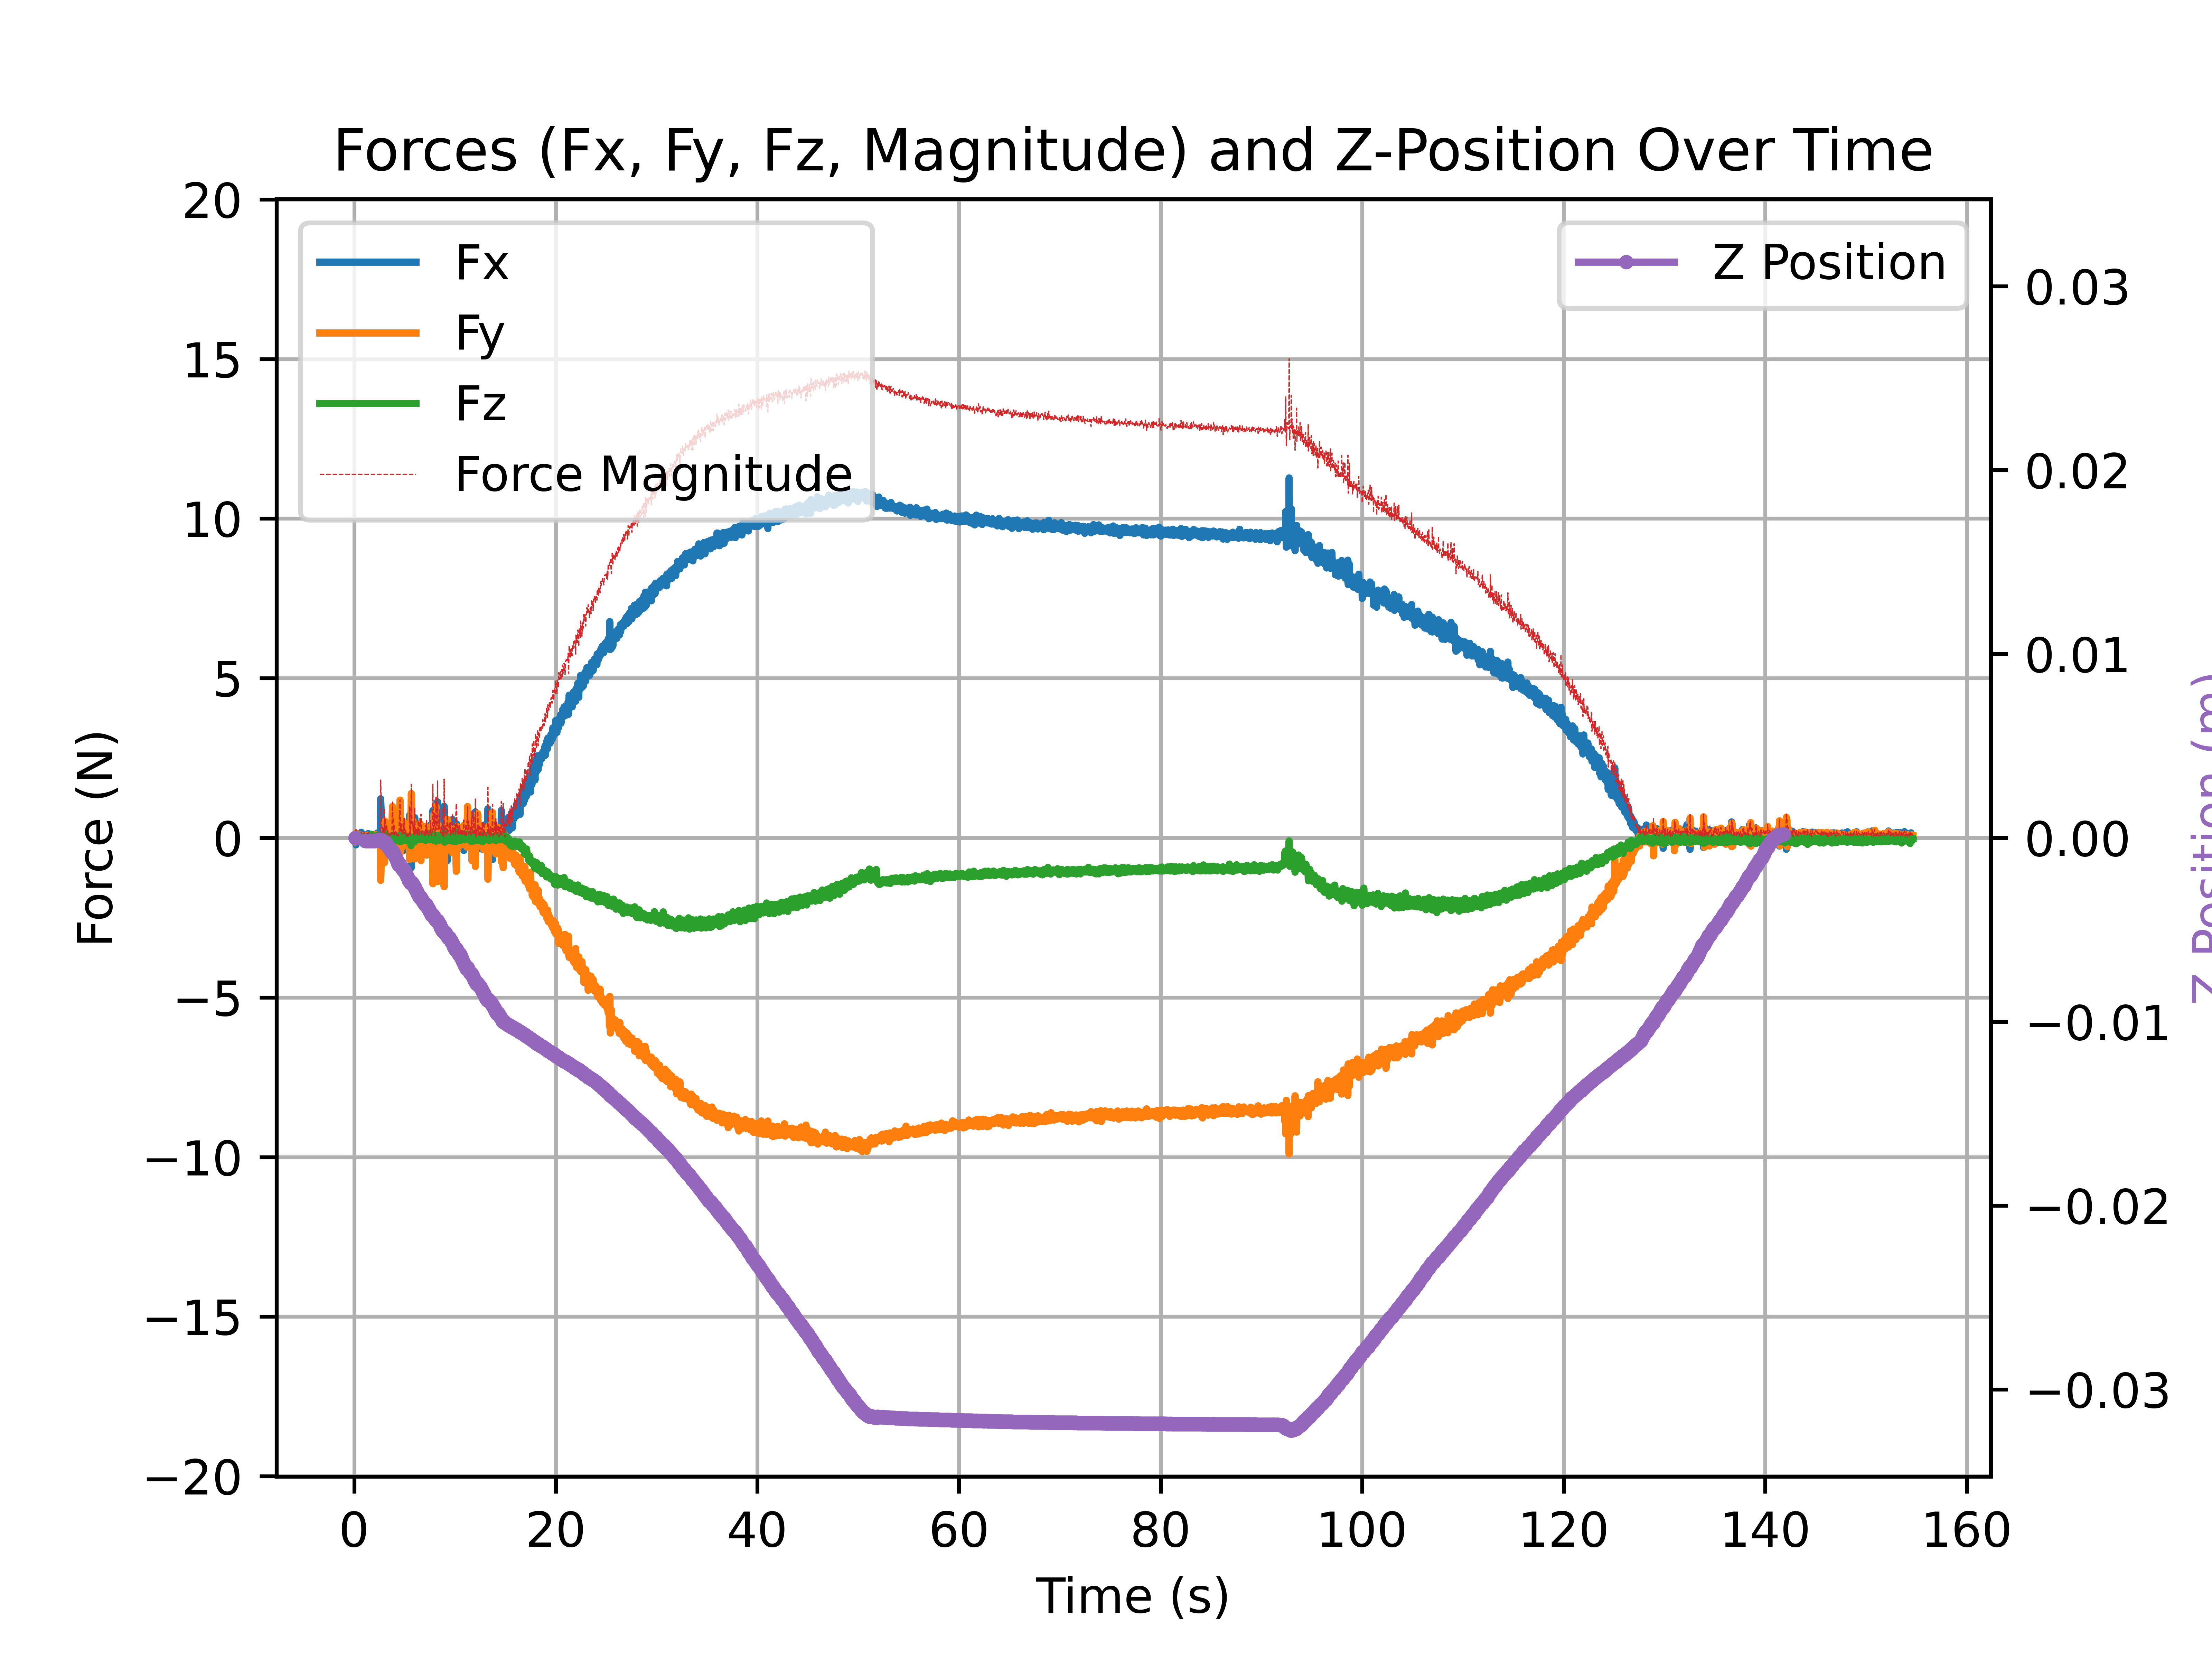 Forces (Fx, Fy, Fz, Magnitude) and Z-Position Over Time
Fx
Fy
Fz
Force Magnitude
Z Position
20
15
10
5
0
−5
−10
−15
−20
Force (N)
0.03
0.02
0.01
0.00
−0.01
−0.02
−0.03
Z Position (m)
0 20 40 60 80 100 120 140 160
Time (s)